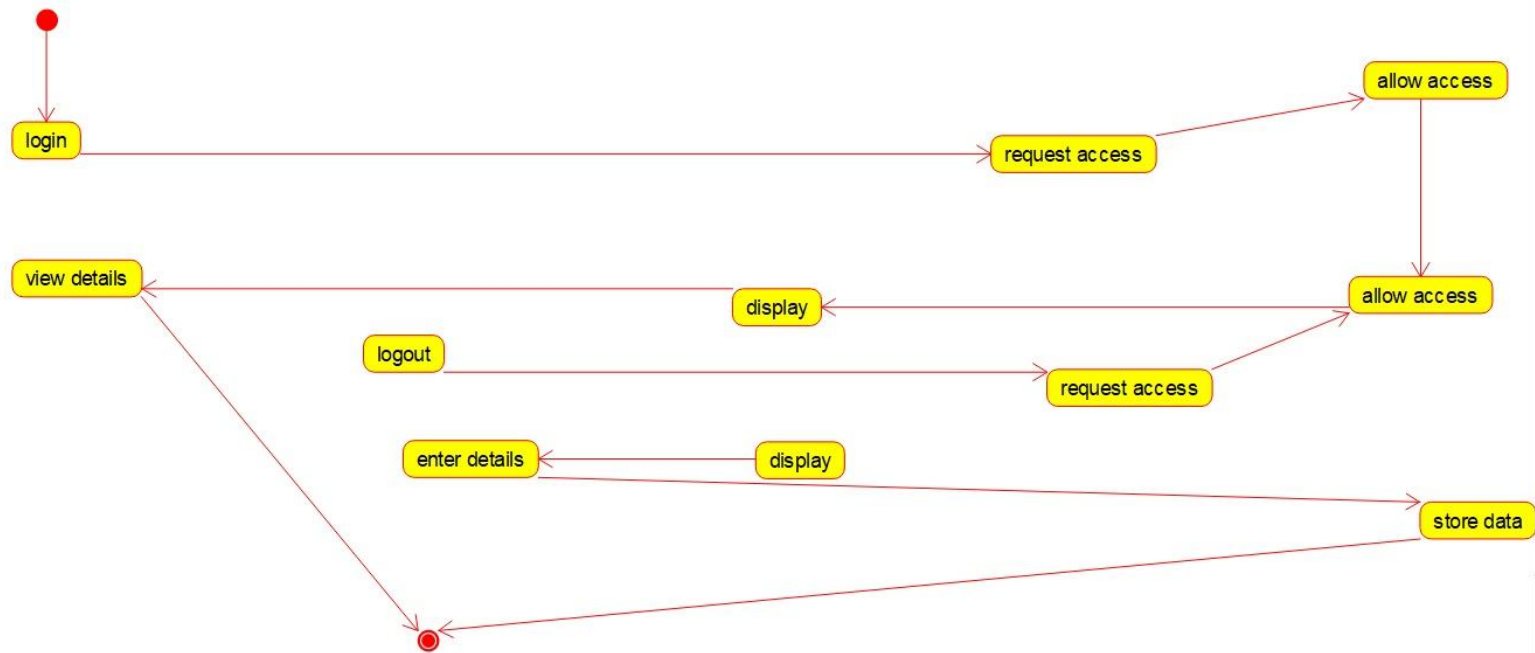 allow access
login
request access
view details
allow access
display
logout
request access
enter details
display
store data